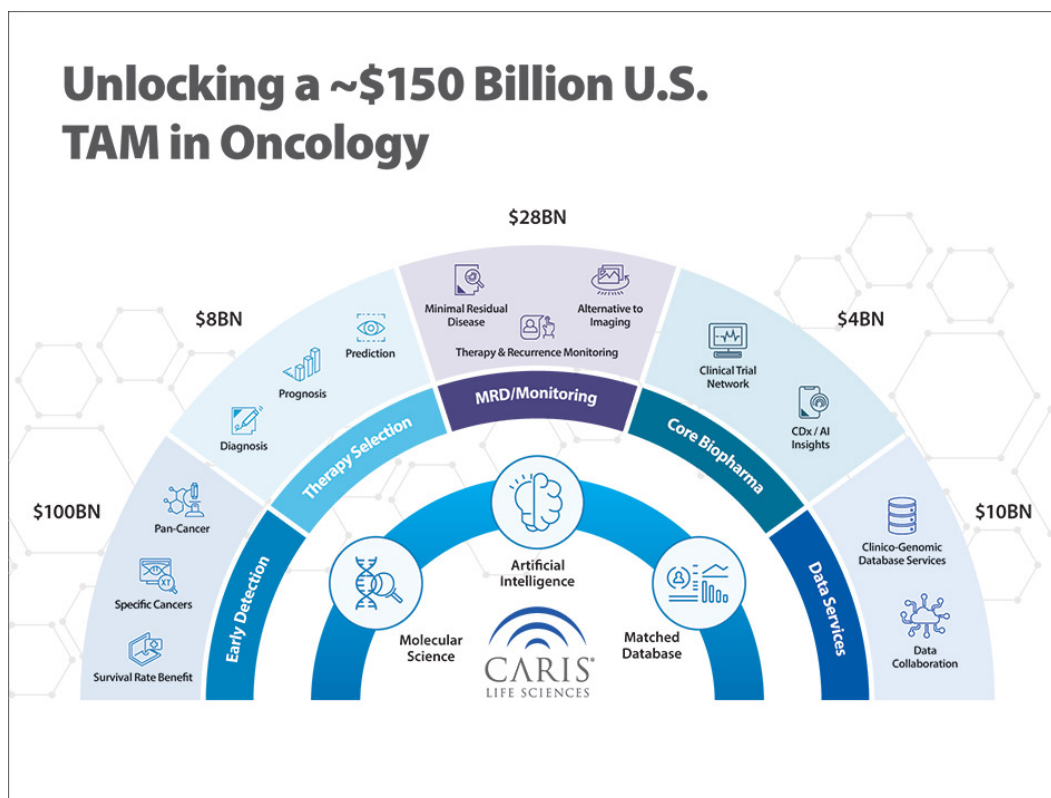 Unlocking a ~$150 Billion U.S.
TAM in Oncology
$100BN
Pan-Cancer
Specific Cancers
XT
Survival Rate Benefit
Early Detection
$8BN
Diagnosis
Prognosis
Prediction
Therapy Selection
$28BN
Minimal Residual
Disease
Alternative to
Imaging
Therapy & Recurrence Monitoring
MRD/Monitoring
$4BN
Clinical Trial
Network
CDx / AI
Insights
Core Biopharma
$10BN
Clinico-Genomic
Database Services
Data
Collaboration
Data Services
Molecular
Science
Artificial
Intelligence
Matched
Database
CARIS®
LIFE SCIENCES